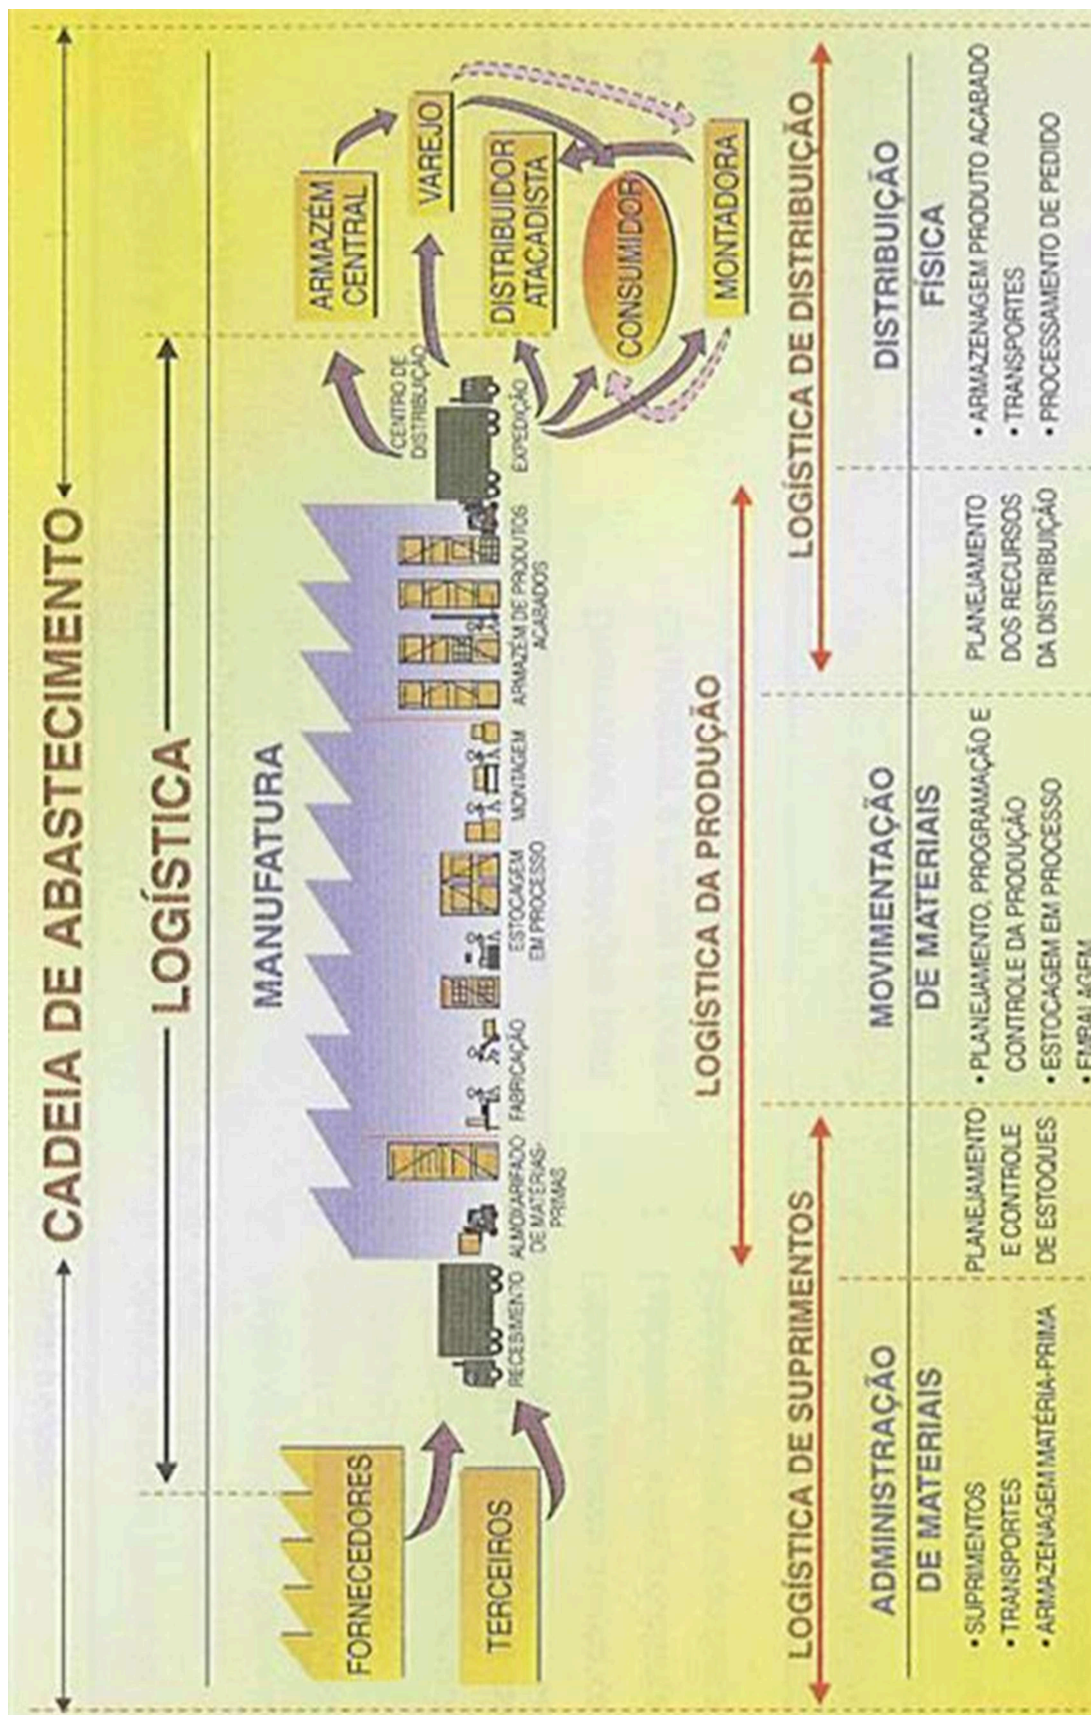 CADEIA DE ABASTECIMENTO
LOGÍSTICA
MANUFATURA
FORNECEDORES
TERCEIROS
RECEBIMENTO
ALMOXARIFADO
DE MATÉRIAS-
PRIMAS
FABRICAÇÃO
ESTOCAGEM
EM PROCESSO
MONTAGEM
ARMAZÉM DE PRODUTOS
ACABADOS
EXPEDIÇÃO
CENTRO DE
DISTRIBUIÇÃO
ARMAZÉM
CENTRAL
VAREJO
DISTRIBUIDOR
ATACADISTA
CONSUMIDOR
MONTADORA
LOGÍSTICA DA PRODUÇÃO
LOGÍSTICA DE SUPRIMENTOS
LOGÍSTICA DE DISTRIBUIÇÃO
ADMINISTRAÇÃO
DE MATERIAIS
• SUPRIMENTOS
• TRANSPORTES
• ARMAZENAGEM MATÉRIA-PRIMA
PLANEJAMENTO
E CONTROLE
DE ESTOQUES
MOVIMENTAÇÃO
DE MATERIAIS
• PLANEJAMENTO, PROGRAMAÇÃO E
CONTROLE DA PRODUÇÃO
• ESTOCAGEM EM PROCESSO
• EMBALAGEM
PLANEJAMENTO
DOS RECURSOS
DA DISTRIBUIÇÃO
DISTRIBUIÇÃO
FÍSICA
• ARMAZENAGEM PRODUTO ACABADO
• TRANSPORTES
• PROCESSAMENTO DE PEDIDO